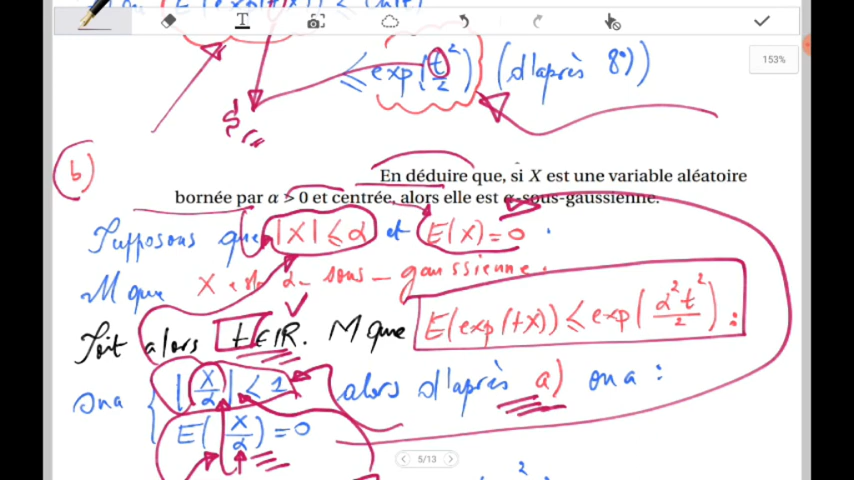 153%
≤ exp(t²/2) (d'après 8°))
b)
En déduire que, si X est une variable aléatoire
bornée par α > 0 et centrée, alors elle est α-sous-gaussienne.
Supposons que |X| ≤ α et E(X) = 0.
M que X est α - sous - gaussienne.
Soit alors t ∈ IR. M que E(exp(tX)) ≤ exp(α²t²/2) :
Ona { |X/α| ≤ 1 alors d'après a) on a :
E(X/α) = 0
5/13